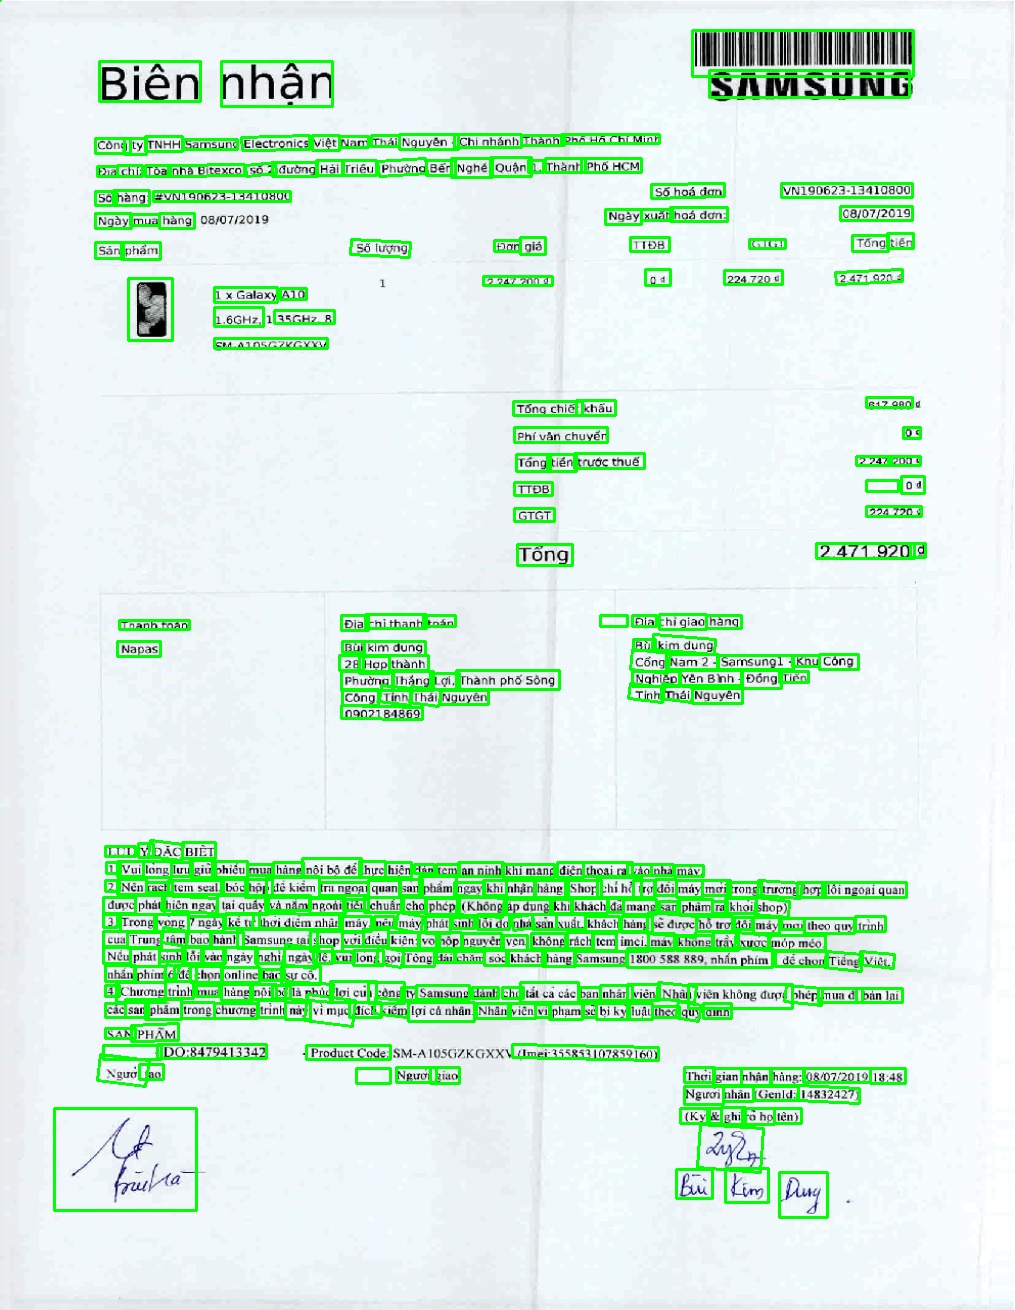 SAMSUNG
Biên nhận
Công ty TNHH Samsung Electronics Việt Nam Thái Nguyên - Chi nhánh Thành Phố Hồ Chí Minh
Địa chỉ: Tòa nhà Bitexco, số 2 đường Hải Triều, Phường Bến Nghé, Quận 1, Thành Phố HCM
Số hàng: #VN190623-13410800 Số hoá đơn VN190623-13410800
Ngày mua hàng 08/07/2019 Ngày xuất hoá đơn: 08/07/2019
Sản phẩm Số lượng Đơn giá TTĐB GTGT Tổng tiền
1 x Galaxy A10 1 2.247.200 đ 0 đ 224.720 đ 2.471.920 đ
1.6GHz, 1.35GHz, 8
SM-A105GZKGXXV
Tổng chiết khấu 617.980 đ
Phí vận chuyển 0 đ
Tổng tiền trước thuế 2.247.200 đ
TTĐB 0 đ
GTGT 224.720 đ
Tổng 2.471.920 đ
Thanh toán Địa chỉ thanh toán Địa chỉ giao hàng
Napas Bùi kim dung Bùi kim dung
28 Hợp thành Cổng Nam 2 - Samsung1 - Khu Công
Phường Thắng Lợi, Thành phố Sông Nghiệp Yên Bình - Đồng Tiến
Công Tỉnh Thái Nguyên Tỉnh Thái Nguyên
0902184869
LƯU Ý ĐẶC BIỆT
1. Vui lòng lưu giữ phiếu mua hàng nội bộ để thực hiện dán tem an ninh khi mang điện thoại ra/vào nhà máy.
2. Nên rách tem seal, bóc hộp để kiểm tra ngoại quan sản phẩm ngay khi nhận hàng. Shop chỉ hỗ trợ đổi máy mới trong trường hợp lỗi ngoại quan
được phát hiện ngay tại quầy và nằm ngoài tiêu chuẩn cho phép (Không áp dụng khi khách đã mang sản phẩm ra khỏi shop)
3. Trong vòng 7 ngày kể từ thời điểm nhận máy, nếu máy phát sinh lỗi do nhà sản xuất, khách hàng sẽ được hỗ trợ đổi máy mới theo quy trình
của Trung tâm bảo hành Samsung tại shop với điều kiện: vỏ hộp nguyên vẹn, không rách tem imei, máy không trầy xước móp méo.
Nếu phát sinh lỗi vào ngày nghỉ, ngày lễ, vui lòng gọi Tổng đài chăm sóc khách hàng Samsung 1800 588 889, nhấn phím để chọn Tiếng Việt,
nhấn phím 6 để chọn online báo sự cố.
4. Chương trình mua hàng nội bộ là phúc lợi của công ty Samsung dành cho tất cả các bạn nhân viên. Nhân viên không được phép mua đi bán lại
các sản phẩm trong chương trình này vì mục đích kiếm lợi cá nhân. Nhân viên vi phạm sẽ bị kỷ luật theo quy định
SẢN PHẨM
DO:8479413342 - Product Code: SM-A105GZKGXXV (Imei:355853107859160)
Người tạo Người giao Thời gian nhận hàng: 08/07/2019 18:48
Người nhận (GenId: 14832427)
(Ký & ghi rõ họ tên)
Bùi Kim Dung